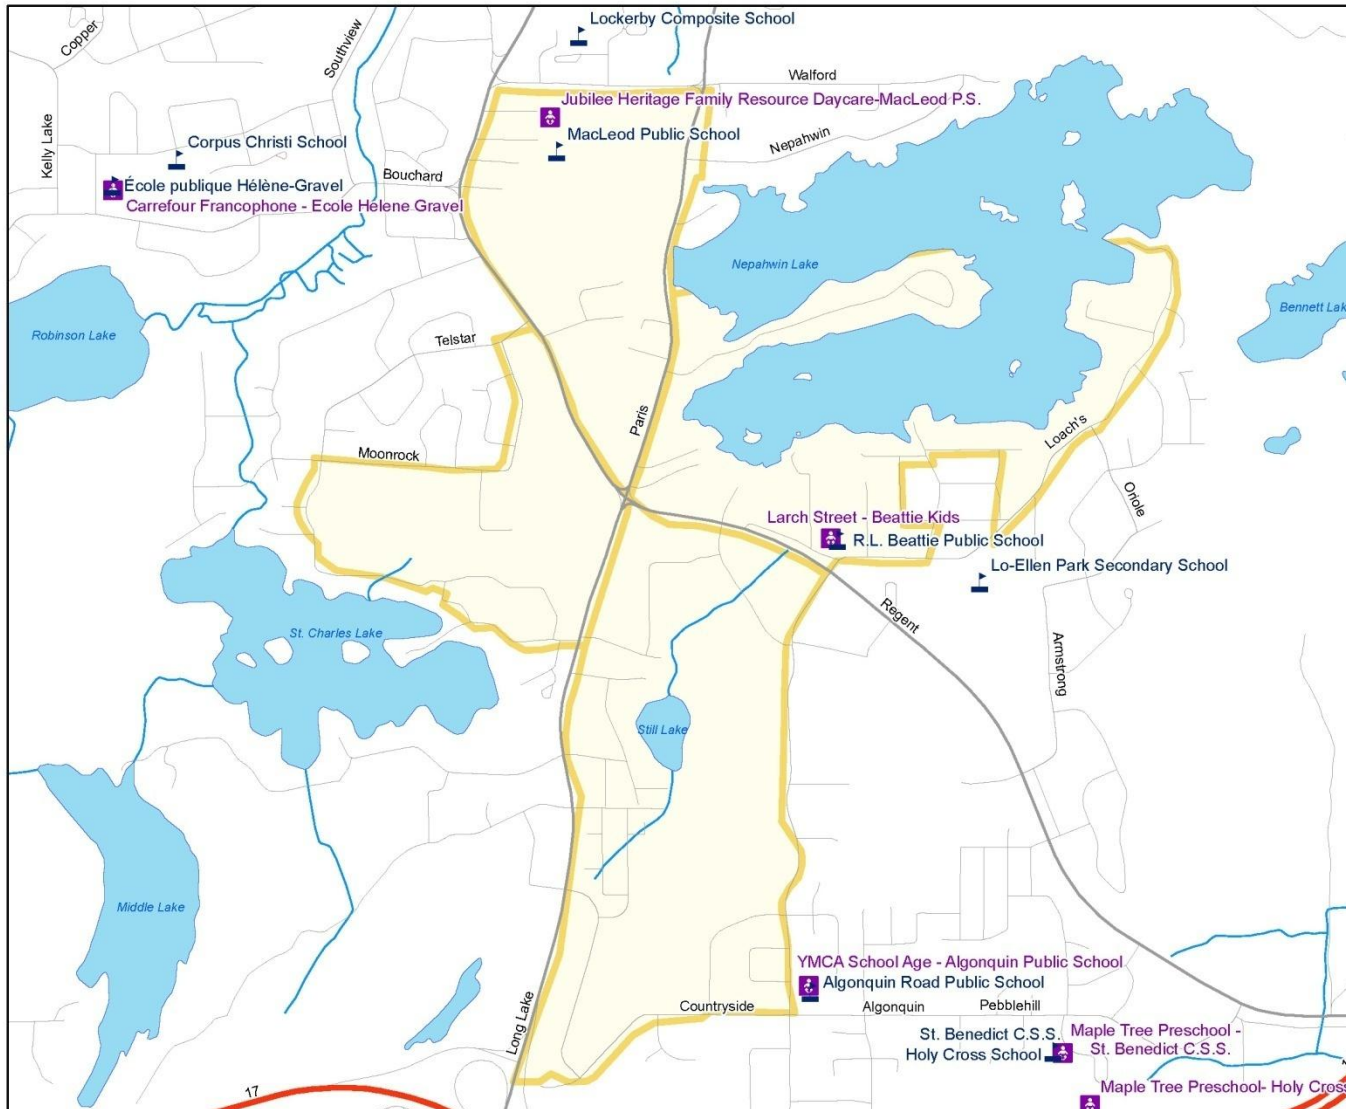 Lockerby Composite School
Copper
Southview
Walford
Jubilee Heritage Family Resource Daycare-MacLeod P.S.
MacLeod Public School
Nepahwin
Kelly Lake
Corpus Christi School
Bouchard
École publique Hélène-Gravel
Carrefour Francophone - Ecole Helene Gravel
Nepahwin Lake
Robinson Lake
Bennett Lak
Telstar
Paris
Loach's
Moonrock
Oriole
Larch Street - Beattie Kids
R.L. Beattie Public School
Lo-Ellen Park Secondary School
Regent
St. Charles Lake
Armstrong
Still Lake
Middle Lake
YMCA School Age - Algonquin Public School
Algonquin Road Public School
Long Lake
Countryside
Algonquin
Pebblehill
St. Benedict C.S.S.
Holy Cross School
Maple Tree Preschool -
St. Benedict C.S.S.
17
Maple Tree Preschool- Holy Cross